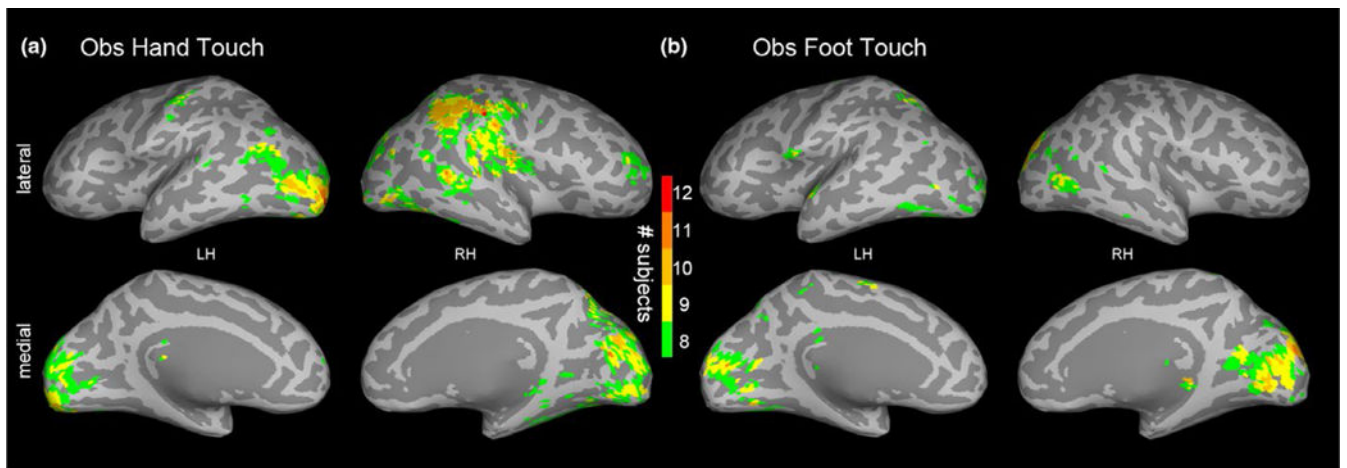 (a) Obs Hand Touch
(b) Obs Foot Touch
lateral
LH
RH
LH
RH
medial
# subjects
12
11
10
9
8